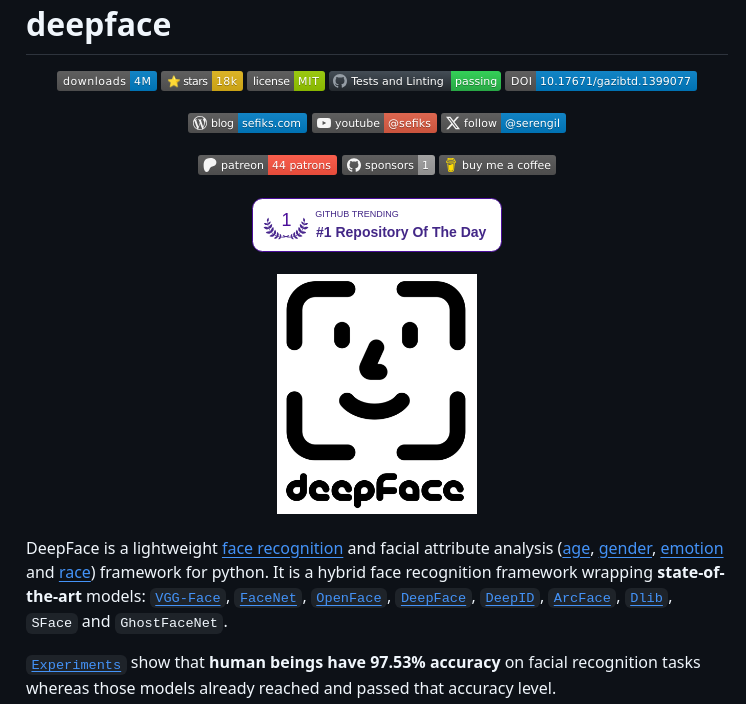 deepface
downloads 4M stars 18k license MIT Tests and Linting passing DOI 10.17671/gazibtd.1399077
blog sefiks.com youtube @sefiks follow @serengil
patreon 44 patrons sponsors 1 buy me a coffee
1
GITHUB TRENDING
#1 Repository Of The Day
deepface
DeepFace is a lightweight face recognition and facial attribute analysis (age, gender, emotion
and race) framework for python. It is a hybrid face recognition framework wrapping state-of-
the-art models: VGG-Face, FaceNet, OpenFace, DeepFace, DeepID, ArcFace, Dlib,
SFace and GhostFaceNet.
Experiments show that human beings have 97.53% accuracy on facial recognition tasks
whereas those models already reached and passed that accuracy level.